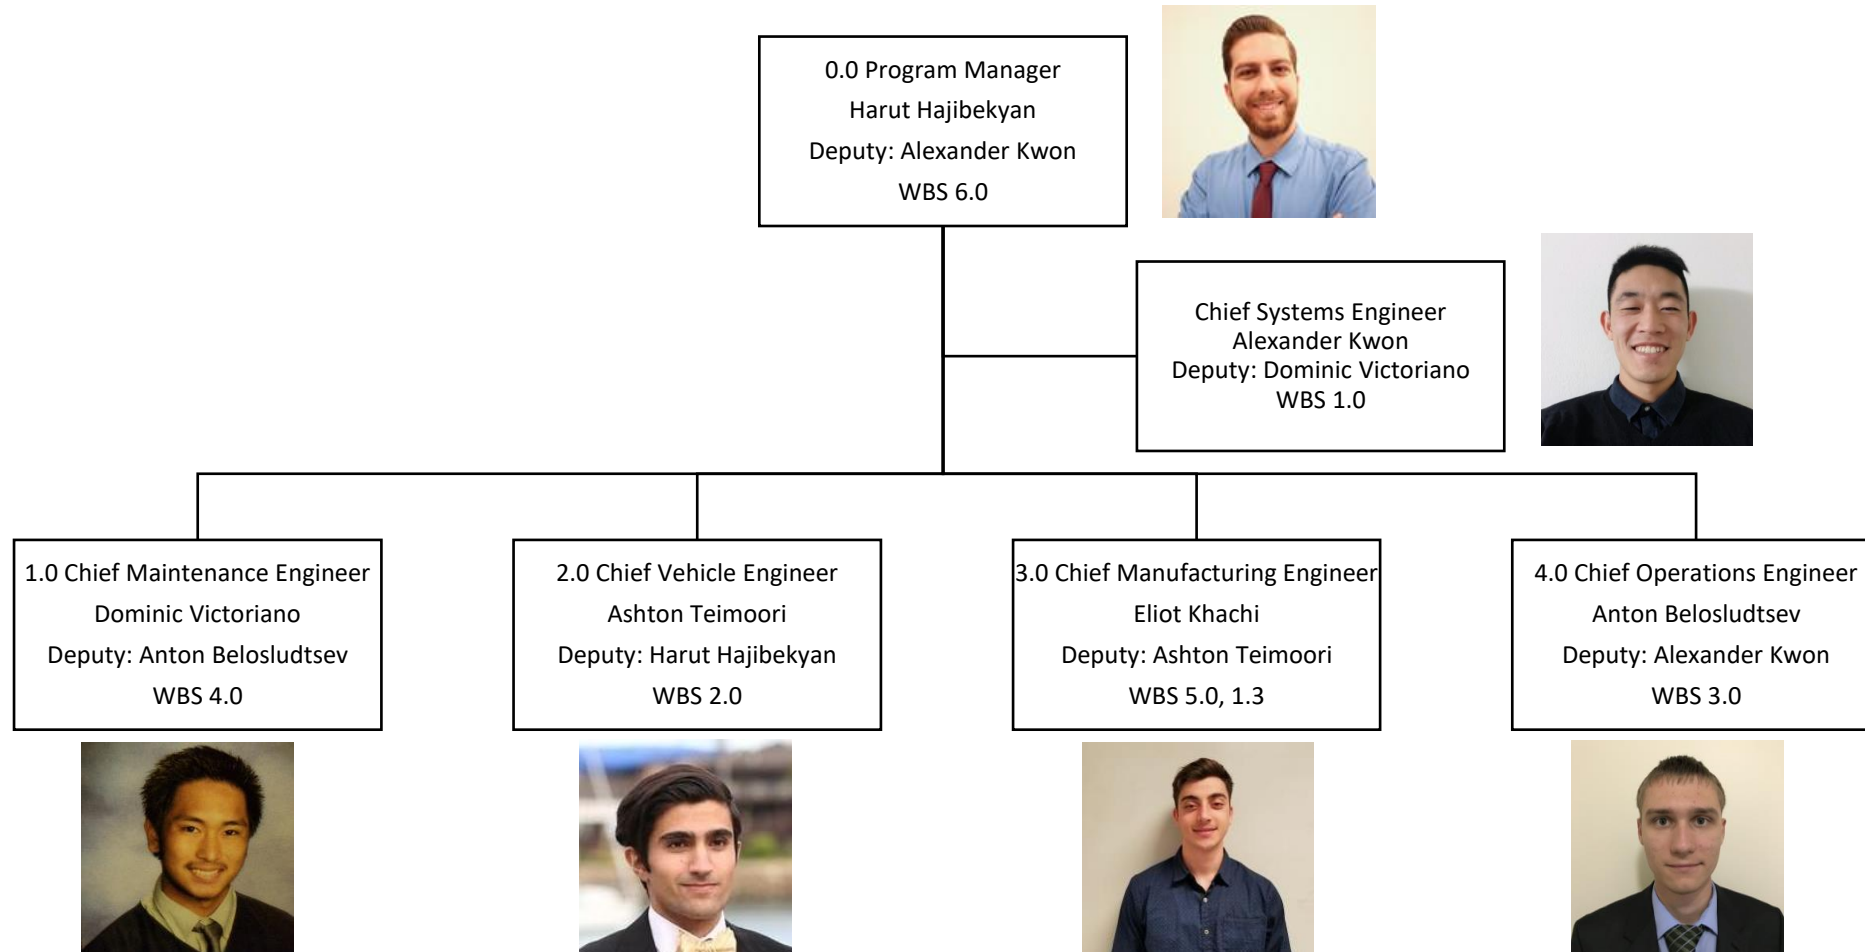 0.0 Program Manager
Harut Hajibekyan
Deputy: Alexander Kwon
WBS 6.0
Chief Systems Engineer
Alexander Kwon
Deputy: Dominic Victoriano
WBS 1.0
1.0 Chief Maintenance Engineer
Dominic Victoriano
Deputy: Anton Belosludtsev
WBS 4.0
2.0 Chief Vehicle Engineer
Ashton Teimoori
Deputy: Harut Hajibekyan
WBS 2.0
3.0 Chief Manufacturing Engineer
Eliot Khachi
Deputy: Ashton Teimoori
WBS 5.0, 1.3
4.0 Chief Operations Engineer
Anton Belosludtsev
Deputy: Alexander Kwon
WBS 3.0